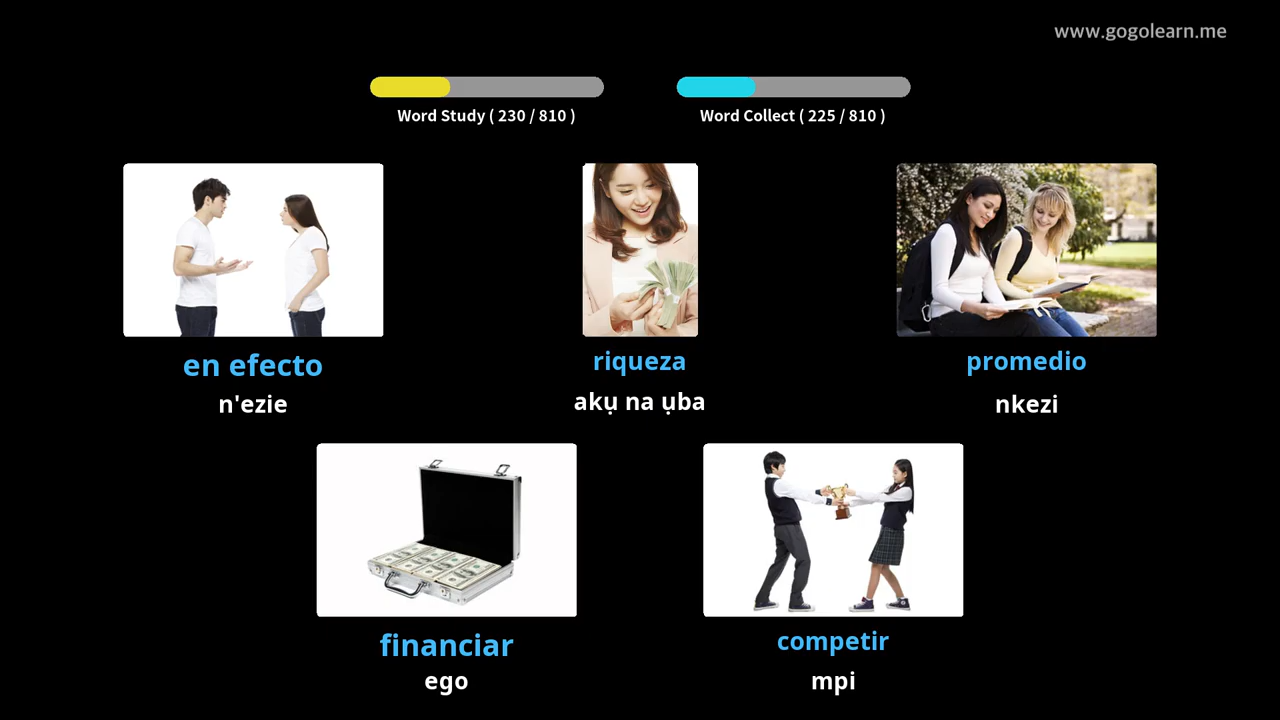 www.gogolearn.me
Word Study ( 230 / 810 )
Word Collect ( 225 / 810 )
en efecto
n'ezie
riqueza
akụ na ụba
promedio
nkezi
financiar
ego
competir
mpi